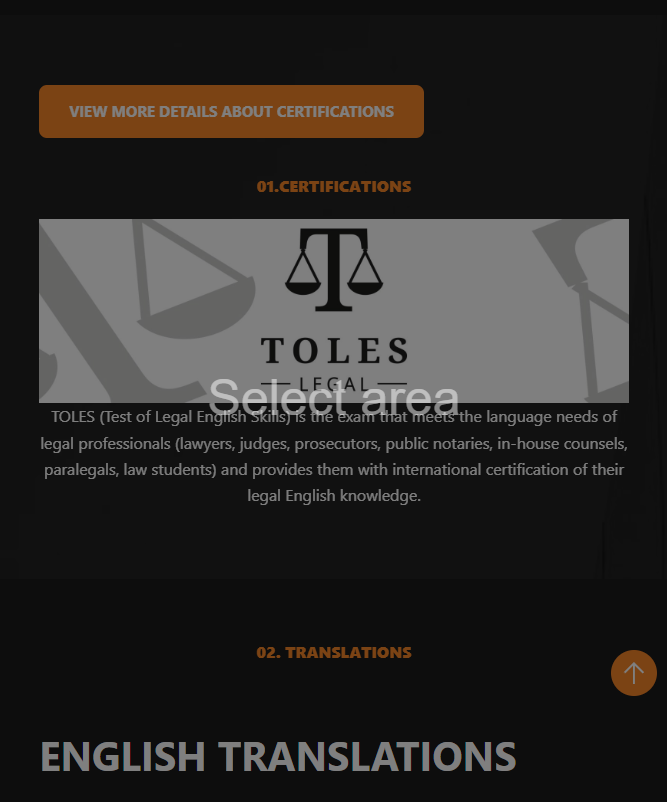 VIEW MORE DETAILS ABOUT CERTIFICATIONS
01.CERTIFICATIONS
TOLES
LEGAL
Select area
TOLES (Test of Legal English Skills) is the exam that meets the language needs of
legal professionals (lawyers, judges, prosecutors, public notaries, in-house counsels,
paralegals, law students) and provides them with international certification of their
legal English knowledge.
02. TRANSLATIONS
ENGLISH TRANSLATIONS